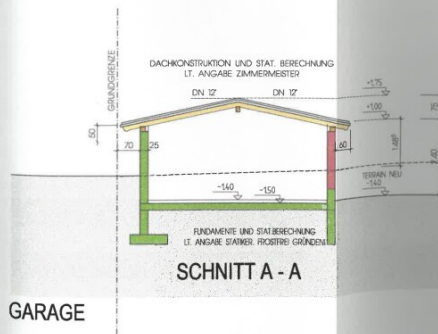 DACHKONSTRUKTION UND STAT. BERECHNUNG
LT. ANGABE ZIMMERMEISTER
GRUNDGRENZE
DN 12°
DN 12°
+1.75
+1.00
50
70
25
60
148⁵
TERRAIN NEU
-1.40
-1.40
-1.50
FUNDAMENTE UND STAT.BERECHNUNG
LT. ANGABE STATIKER. FROSTFREI GRÜNDEN!
SCHNITT A - A
GARAGE